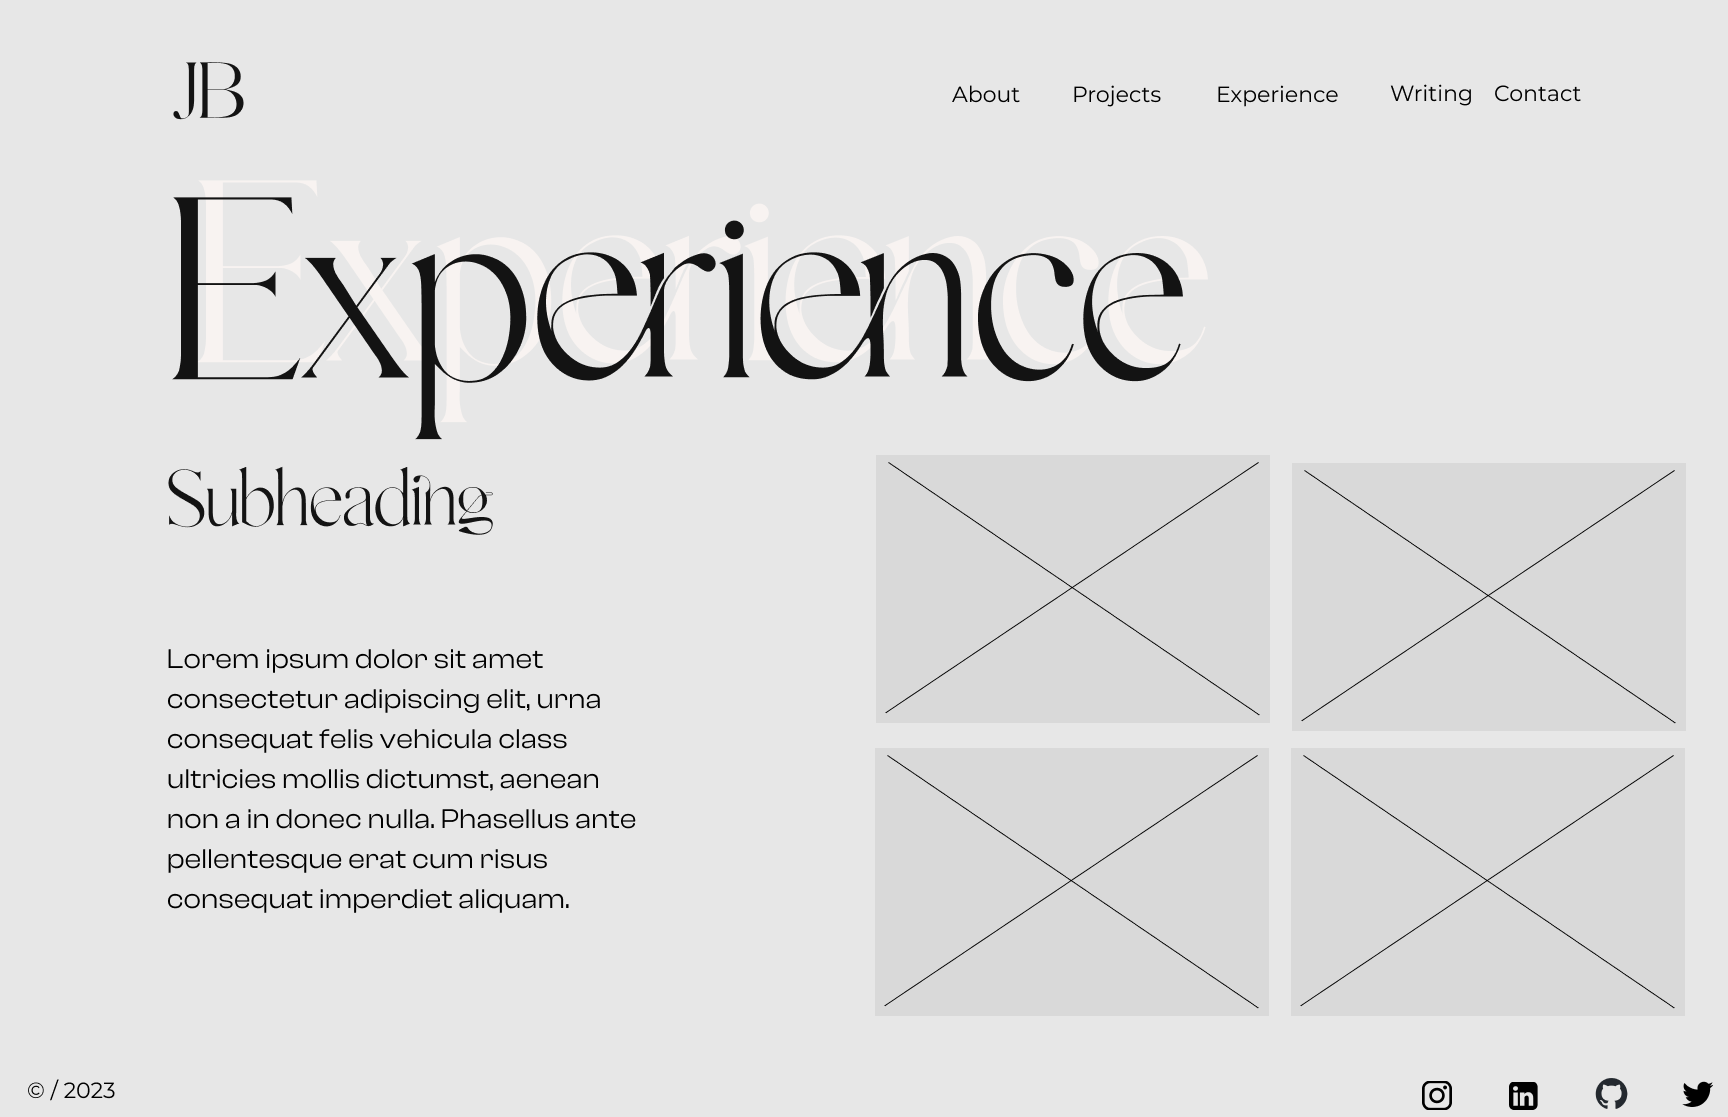 JB
About Projects Experience Writing Contact
Experience
Subheading
Lorem ipsum dolor sit amet
consectetur adipiscing elit, urna
consequat felis vehicula class
ultricies mollis dictumst, aenean
non a in donec nulla. Phasellus ante
pellentesque erat cum risus
consequat imperdiet aliquam.
© / 2023
in